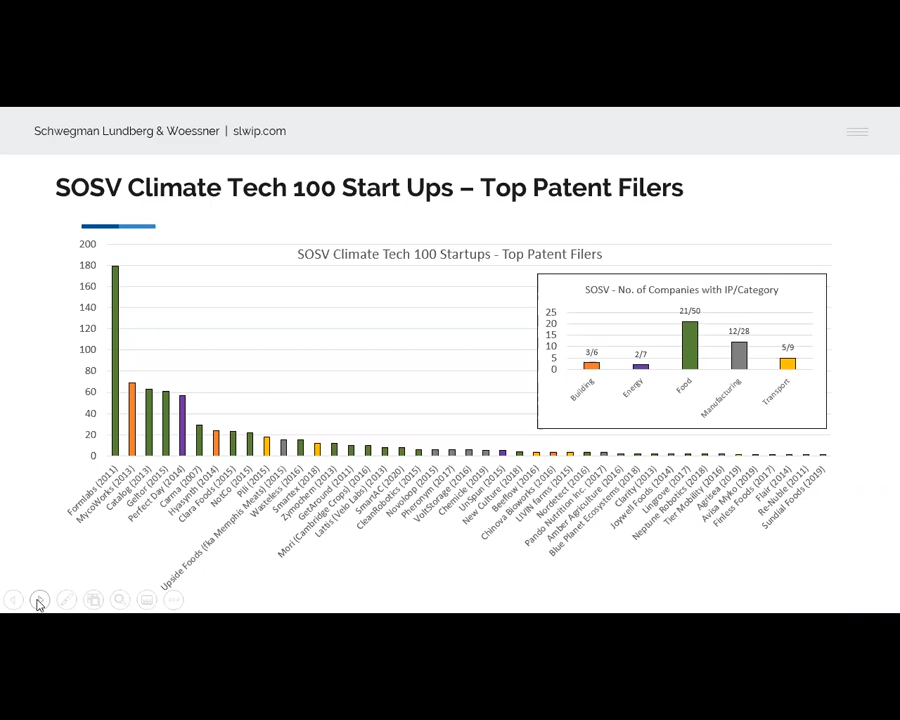 Schwegman Lundberg & Woessner | slwip.com
SOSV Climate Tech 100 Start Ups – Top Patent Filers
SOSV Climate Tech 100 Startups - Top Patent Filers
200
180
160
140
120
100
80
60
40
20
0
Formlabs (2011)
MycoWorks (2013)
Catalog (2013)
Geltor (2015)
Perfect Day (2014)
Carma (2007)
Hyasynth (2014)
Clara Foods (2015)
NotCo (2015)
Pili (2015)
Upside Foods (fka Memphis Meats) (2015)
Wasteless (2016)
Smartex (2018)
Zymochem (2013)
GetAround (2011)
Mori (Cambridge Crops) (2016)
Lattis (Velo Labs) (2013)
SmartAC (2020)
CleanRobotics (2015)
Novoloop (2015)
Pheronym (2017)
VoltStorage (2016)
Chemicle (2019)
UnSpun (2015)
New Culture (2018)
Beeflow (2016)
Chinova Bioworks (2016)
LIVIN farms (2015)
Nordetect (2016)
Pando Nutrition Inc. (2017)
Amber Agriculture (2016)
Blue Planet Ecosystems (2018)
Clarity (2013)
Joywell Foods (2014)
Lingrove (2017)
Neptune Robotics (2018)
Tier Mobility (2016)
Agrisea (2019)
Avisa Myko (2019)
Finless Foods (2017)
Flair (2014)
Re-Nuble (2011)
Sundial Foods (2019)
SOSV - No. of Companies with IP/Category
25
20
15
10
5
0
3/6
2/7
21/50
12/28
5/9
Building
Energy
Food
Manufacturing
Transport